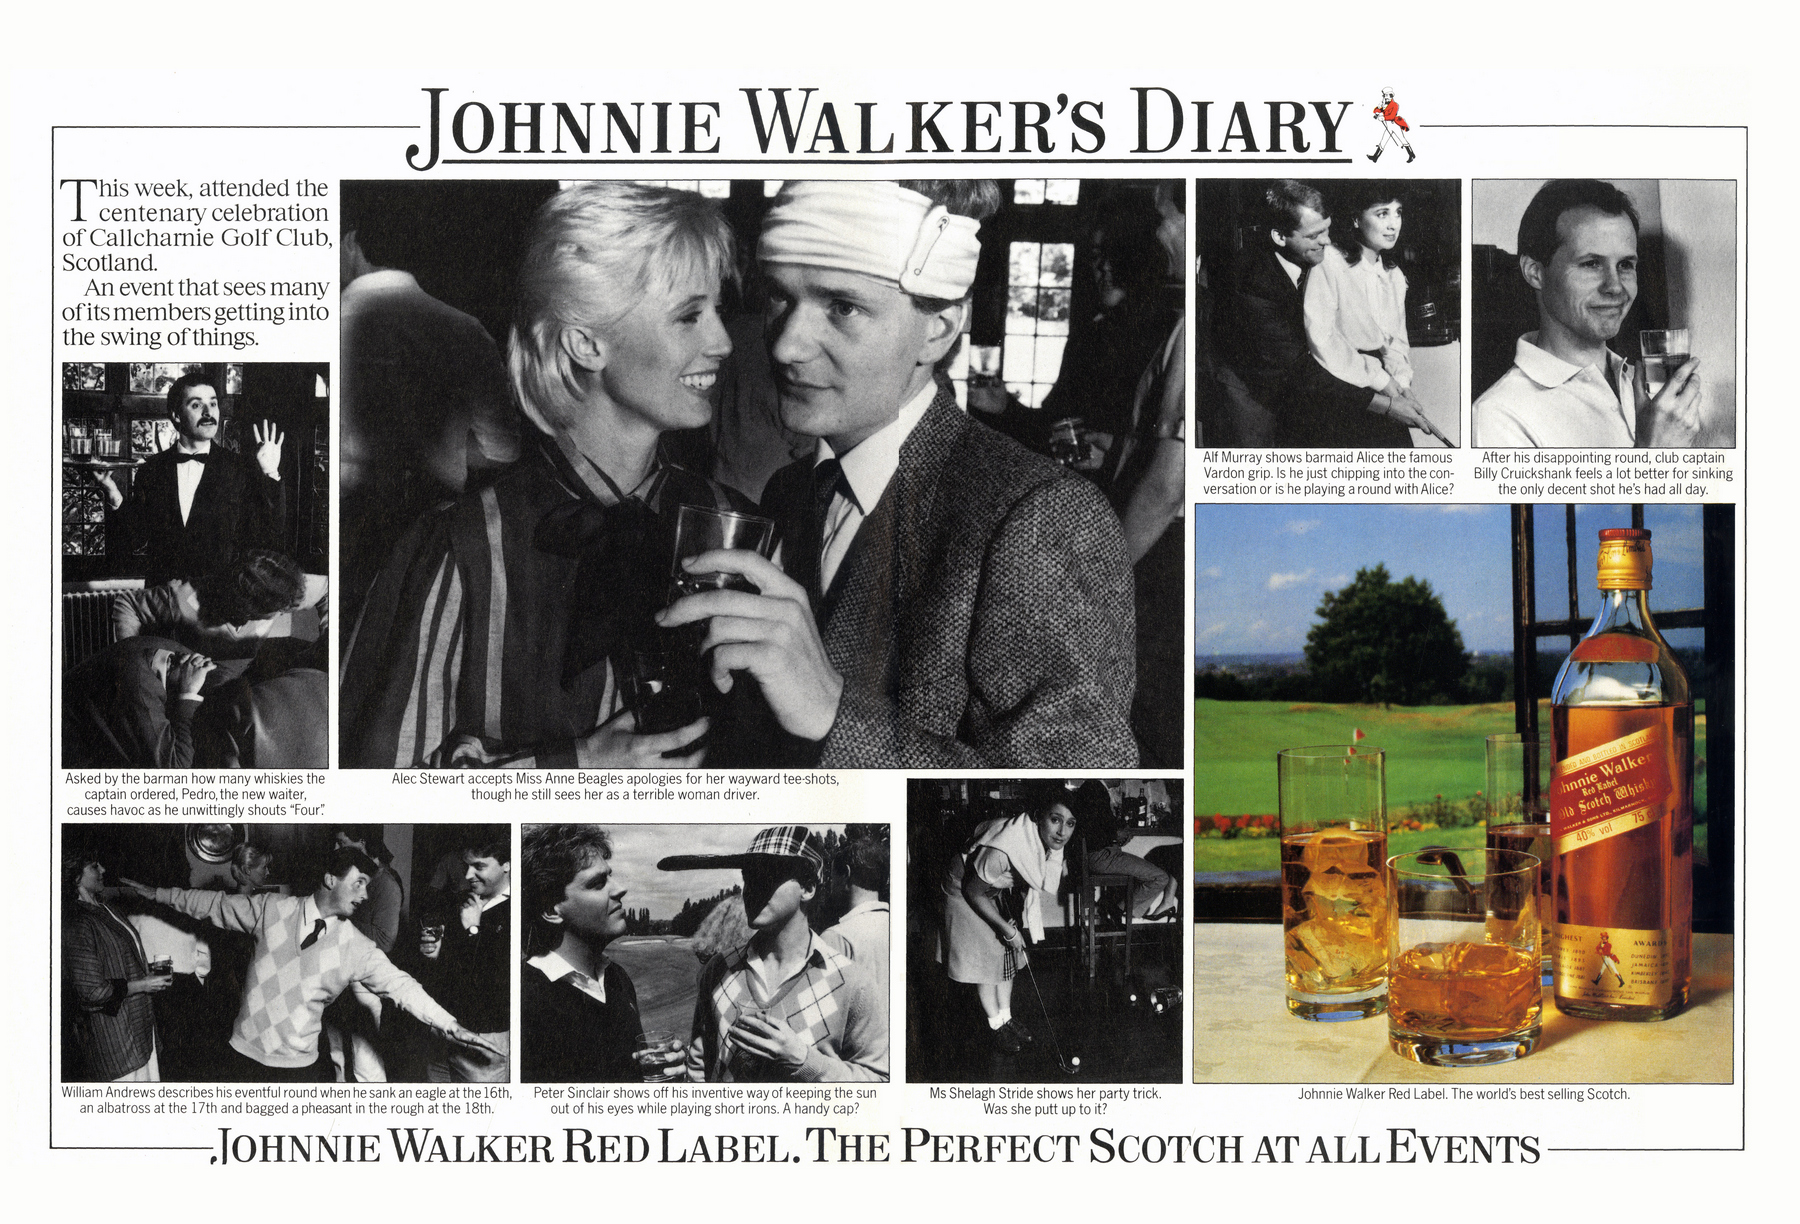 JOHNNIE WALKER'S DIARY
This week, attended the
centenary celebration
of Callcharnie Golf Club,
Scotland.
An event that sees many
of its members getting into
the swing of things.
Asked by the barman how many whiskies the
captain ordered, Pedro, the new waiter,
causes havoc as he unwittingly shouts "Four".
Alec Stewart accepts Miss Anne Beagles apologies for her wayward tee-shots,
though he still sees her as a terrible woman driver.
Alf Murray shows barmaid Alice the famous
Vardon grip. Is he just chipping into the con-
versation or is he playing a round with Alice?
After his disappointing round, club captain
Billy Cruickshank feels a lot better for sinking
the only decent shot he's had all day.
William Andrews describes his eventful round when he sank an eagle at the 16th,
an albatross at the 17th and bagged a pheasant in the rough at the 18th.
Peter Sinclair shows off his inventive way of keeping the sun
out of his eyes while playing short irons. A handy cap?
Ms Shelagh Stride shows her party trick.
Was she putt up to it?
Johnnie Walker
Red Label
Old Scotch Whisky
40% vol 75
HIGHEST
AWARDS
DUNEDIN
JAMAICA
KIMBERLEY
BRISBANE
Johnnie Walker Red Label. The world's best selling Scotch.
JOHNNIE WALKER RED LABEL. THE PERFECT SCOTCH AT ALL EVENTS